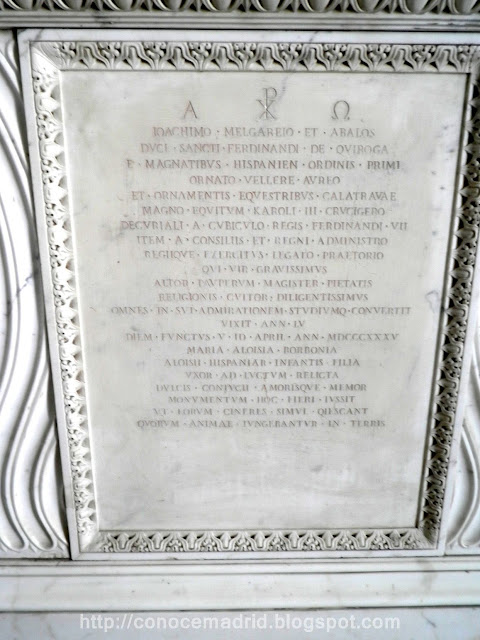 Α ☧ Ω
IOACHIMO · MELGAREIO · ET · ABALOS
DVCI · SANCTI · FERDINANDI · DE · QVIROGA
E · MAGNATIBVS · HISPANIEN · ORDINIS · PRIMI
ORNATO · VELLERE · AVREO
ET · ORNAMENTIS · EQVESTRIBVS · CALATRAVAE
MAGNO · EQVITVM · KAROLI · III · CRVCIGERO
DECVRIALI · A · CVBICVLO · REGIS · FERDINANDI · VII
ITEM · A · CONSILIIS · ET · REGNI · ADMINISTRO
REGIIQVE · EXERCITVS · LEGATO · PRAETORIO
QVI · VIR · GRAVISSIMVS
ALTOR · PAVPERVM · MAGISTER · PIETATIS
RELIGIONIS · CVLTOR · DILIGENTISSIMVS
OMNES · IN · SVI · ADMIRATIONEM · STVDIVMQ · CONVERTIT
VIXIT · ANN · LV
DIEM · FVNCTVS · V · ID · APRIL · ANN · MDCCCXXXV
MARIA · ALOISIA · BORBONIA
ALOISII · HISPANIAR · INFANTIS · FILIA
VXOR · AD · LVCTVM · RELICTA
DVLCIS · CONIVGII · AMORISQVE · MEMOR
MONVMENTVM · HOC · FIERI · IVSSIT
VT · EORVM · CINERES · SIMVL · QVIESCANT
QVORVM · ANIMAE · IVNGEBANTVR · IN · TERRIS
http://conocemadrid.blogspot.com